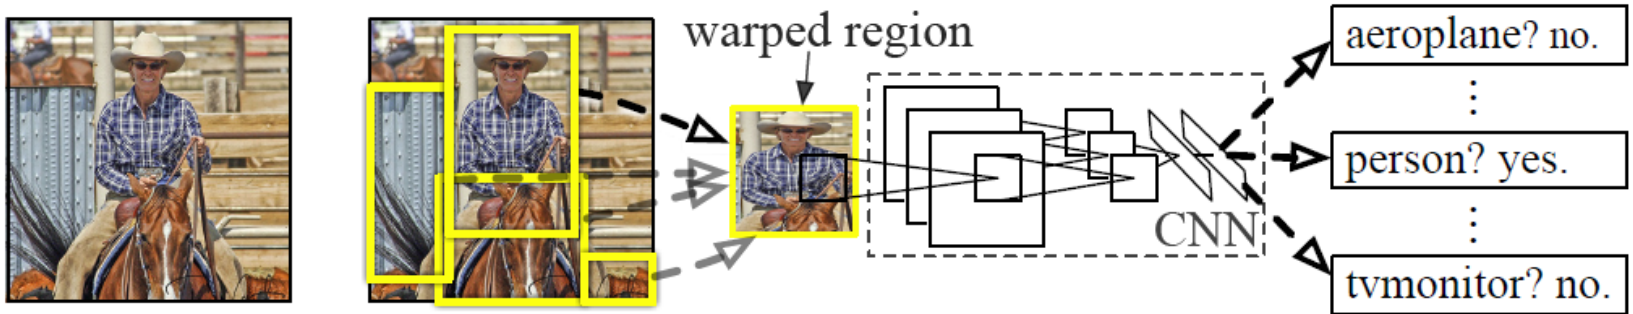 warped region
CNN
aeroplane? no.
⋮
person? yes.
⋮
tvmonitor? no.